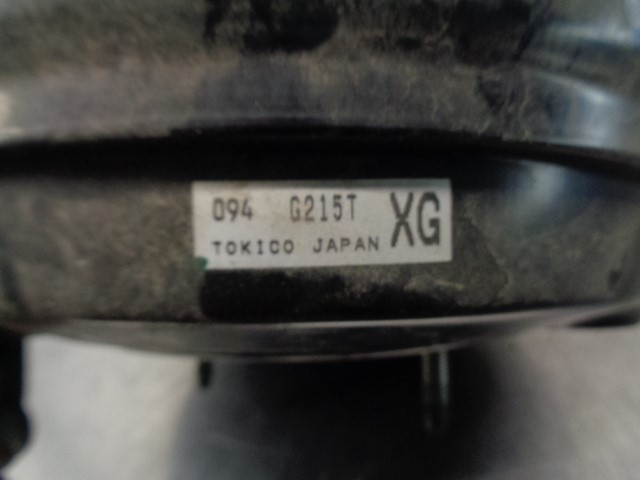 094 G215T XG
TOKICO JAPAN